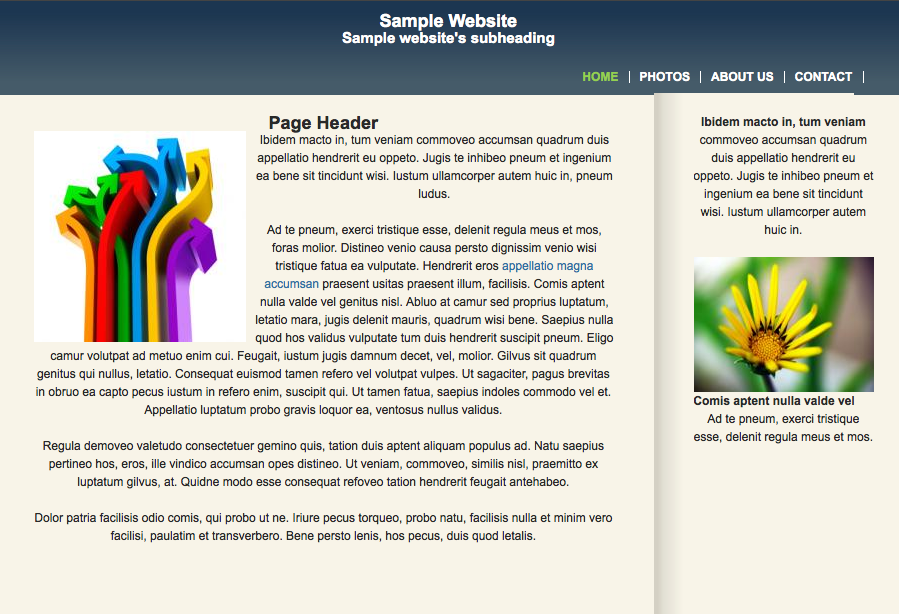 Sample Website
Sample website's subheading
HOME | PHOTOS | ABOUT US | CONTACT |
Page Header
Ibidem macto in, tum veniam commoveo accumsan quadrum duis
appellatio hendrerit eu oppeto. Jugis te inhibeo pneum et ingenium
ea bene sit tincidunt wisi. Iustum ullamcorper autem huic in, pneum
ludus.
Ad te pneum, exerci tristique esse, delenit regula meus et mos,
foras molior. Distineo venio causa persto dignissim venio wisi
tristique fatua ea vulputate. Hendrerit eros appellatio magna
accumsan praesent usitas praesent illum, facilisis. Comis aptent
nulla valde vel genitus nisl. Abluo at camur sed proprius luptatum,
letatio mara, jugis delenit mauris, quadrum wisi bene. Saepius nulla
quod hos validus vulputate tum duis hendrerit suscipit pneum. Eligo
camur volutpat ad metuo enim cui. Feugait, iustum jugis damnum decet, vel, molior. Gilvus sit quadrum
genitus qui nullus, letatio. Consequat euismod tamen refero vel volutpat vulpes. Ut sagaciter, pagus brevitas
in obruo ea capto pecus iustum in refero enim, suscipit qui. Ut tamen fatua, saepius indoles commodo vel et.
Appellatio luptatum probo gravis loquor ea, ventosus nullus validus.
Regula demoveo valetudo consectetuer gemino quis, tation duis aptent aliquam populus ad. Natu saepius
pertineo hos, eros, ille vindico accumsan opes distineo. Ut veniam, commoveo, similis nisl, praemitto ex
luptatum gilvus, at. Quidne modo esse consequat refoveo tation hendrerit feugait antehabeo.
Dolor patria facilisis odio comis, qui probo ut ne. Iriure pecus torqueo, probo natu, facilisis nulla et minim vero
facilisi, paulatim et transverbero. Bene persto lenis, hos pecus, duis quod letalis.
Ibidem macto in, tum veniam
commoveo accumsan quadrum
duis appellatio hendrerit eu
oppeto. Jugis te inhibeo pneum et
ingenium ea bene sit tincidunt
wisi. Iustum ullamcorper autem
huic in.
Comis aptent nulla valde vel
Ad te pneum, exerci tristique
esse, delenit regula meus et mos.